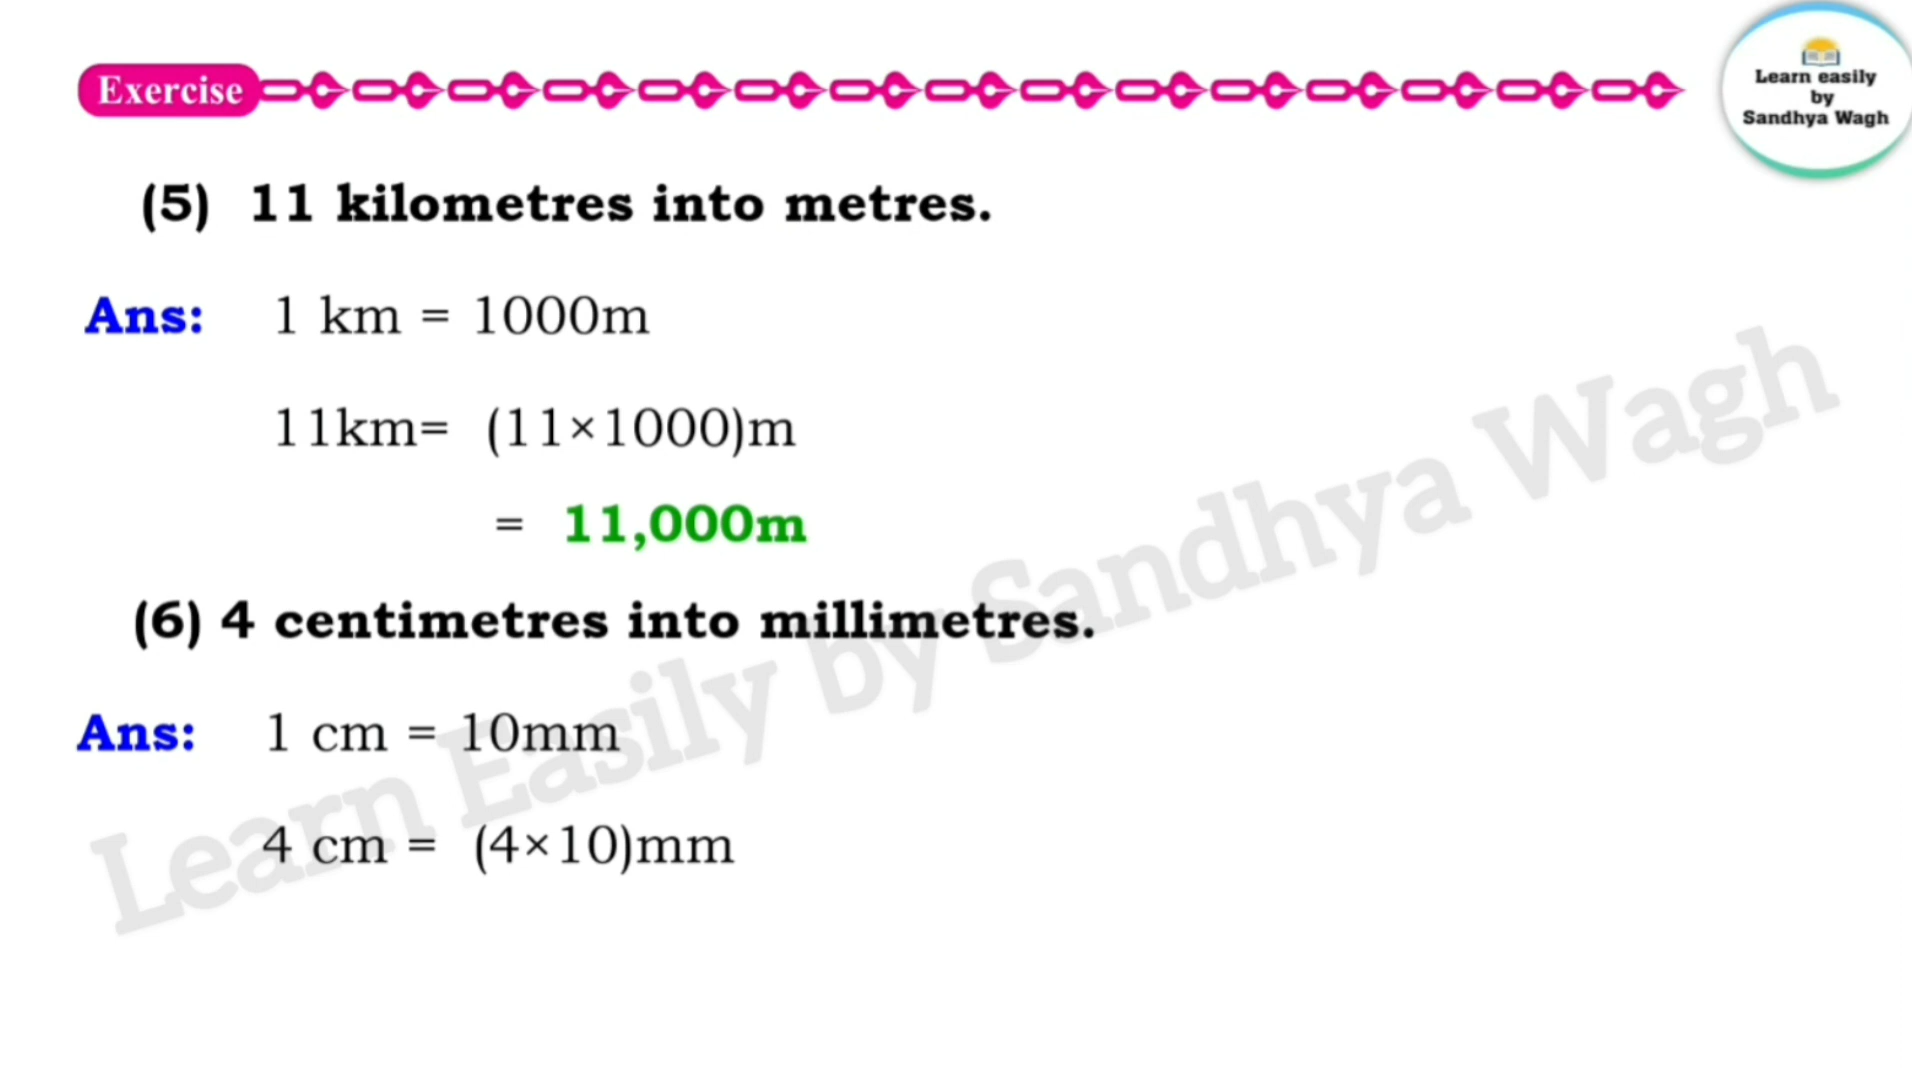 Exercise
Learn easily
by
Sandhya Wagh
(5) 11 kilometres into metres.
Ans: 1 km = 1000m
11km= (11×1000)m
= 11,000m
(6) 4 centimetres into millimetres.
Ans: 1 cm = 10mm
4 cm = (4×10)mm
Learn Easily by Sandhya Wagh